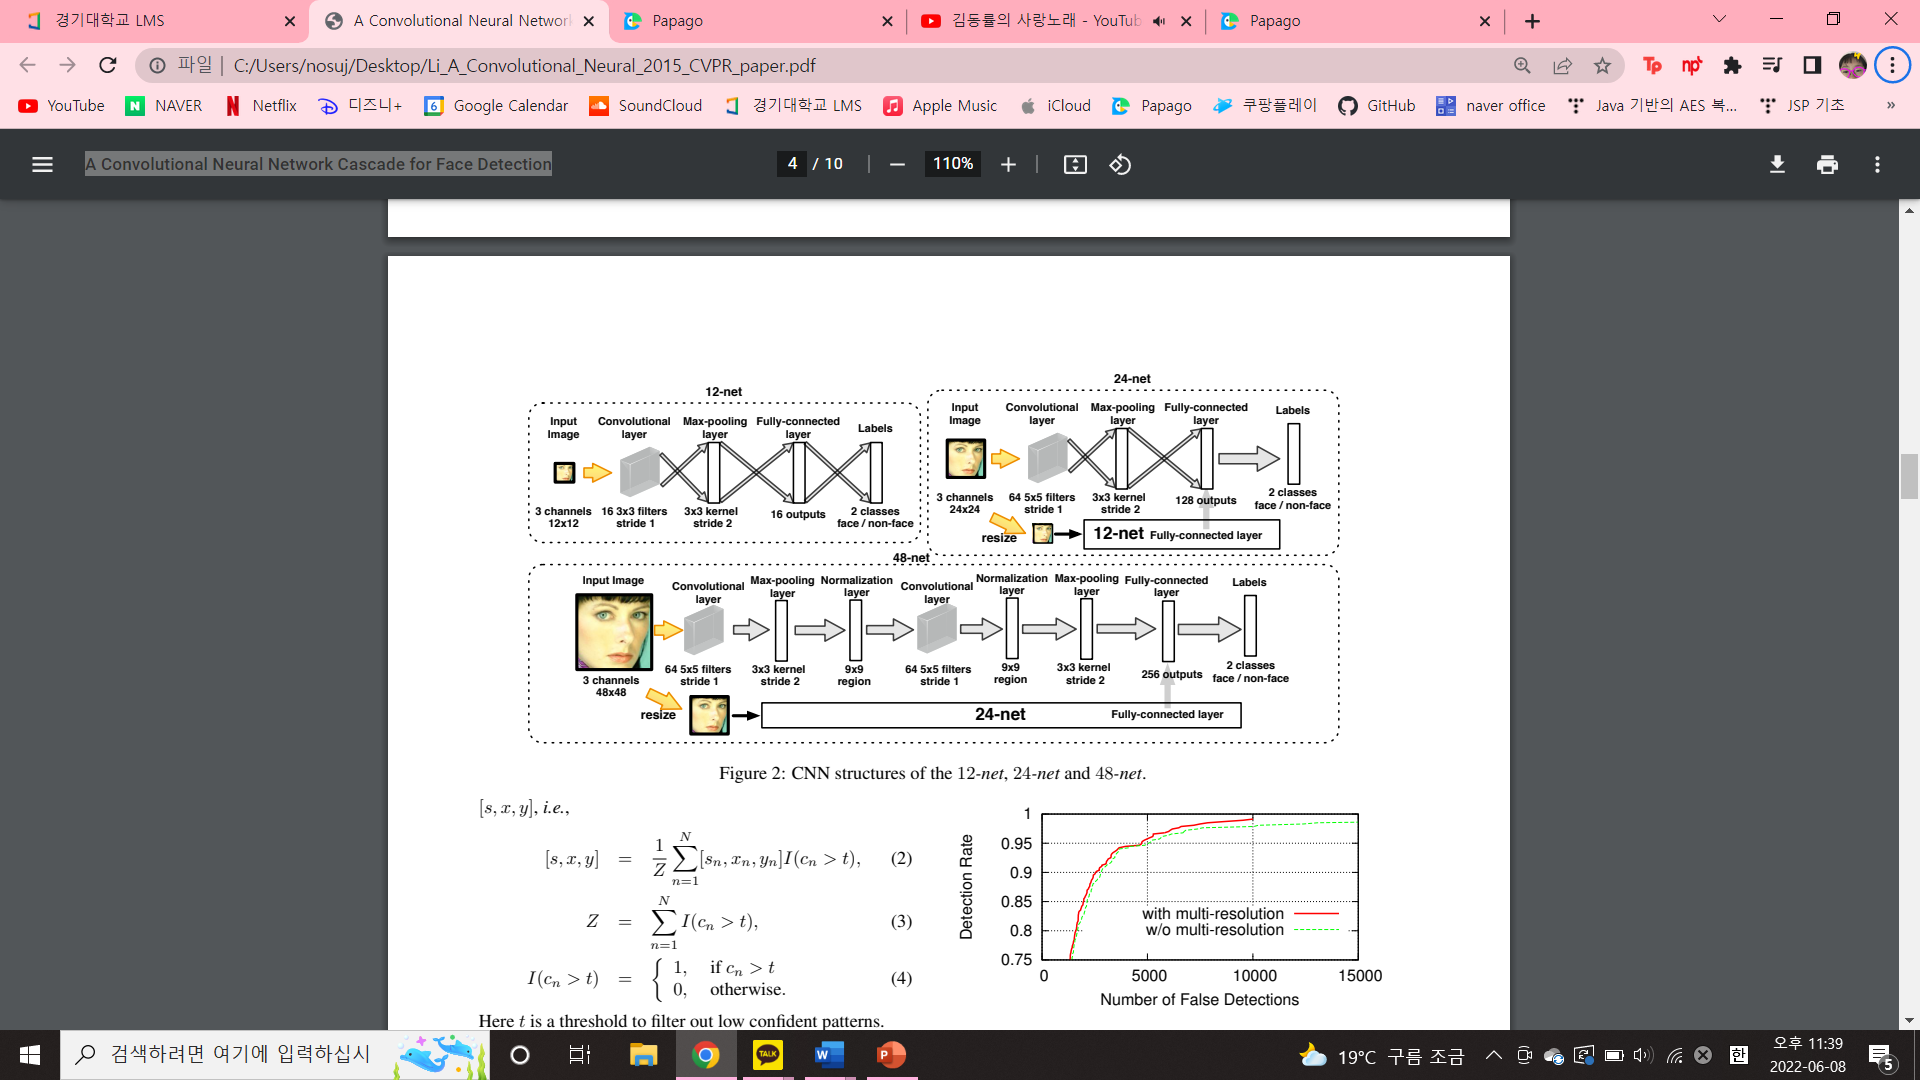 경기대학교 LMS
A Convolutional Neural Network
Papago
김동률의 사랑노래 - YouTub
Papago
파일 | C:/Users/nosuj/Desktop/Li_A_Convolutional_Neural_2015_CVPR_paper.pdf
YouTube NAVER Netflix 디즈니+ Google Calendar SoundCloud 경기대학교 LMS Apple Music iCloud Papago 쿠팡플레이 GitHub naver office Java 기반의 AES 복... JSP 기초 »
A Convolutional Neural Network Cascade for Face Detection
4 / 10 110%
12-net
Input Image
Convolutional layer
Max-pooling layer
Fully-connected layer
Labels
3 channels 12x12
16 3x3 filters stride 1
3x3 kernel stride 2
16 outputs
2 classes face / non-face
24-net
Input Image
Convolutional layer
Max-pooling layer
Fully-connected layer
Labels
3 channels 24x24
64 5x5 filters stride 1
3x3 kernel stride 2
128 outputs
2 classes face / non-face
resize
12-net Fully-connected layer
48-net
Input Image
Convolutional layer
Max-pooling layer
Normalization layer
Convolutional layer
Normalization layer
Max-pooling layer
Fully-connected layer
Labels
3 channels 48x48
64 5x5 filters stride 1
3x3 kernel stride 2
9x9 region
64 5x5 filters stride 1
9x9 region
3x3 kernel stride 2
256 outputs
2 classes face / non-face
resize
24-net Fully-connected layer
Figure 2: CNN structures of the 12-net, 24-net and 48-net.
[s, x, y], i.e.,
[s, x, y] = 1/Z ∑_{n=1}^{N} [s_n, x_n, y_n]I(c_n > t), (2)
Z = ∑_{n=1}^{N} I(c_n > t), (3)
I(c_n > t) = { 1, if c_n > t
0, otherwise. (4)
Here t is a threshold to filter out low confident patterns.
Detection Rate
1
0.95
0.9
0.85
0.8
0.75
with multi-resolution
w/o multi-resolution
0 5000 10000 15000
Number of False Detections
검색하려면 여기에 입력하십시
TALK
W
P
19°C 구름 조금
한
오후 11:39
2022-06-08
5